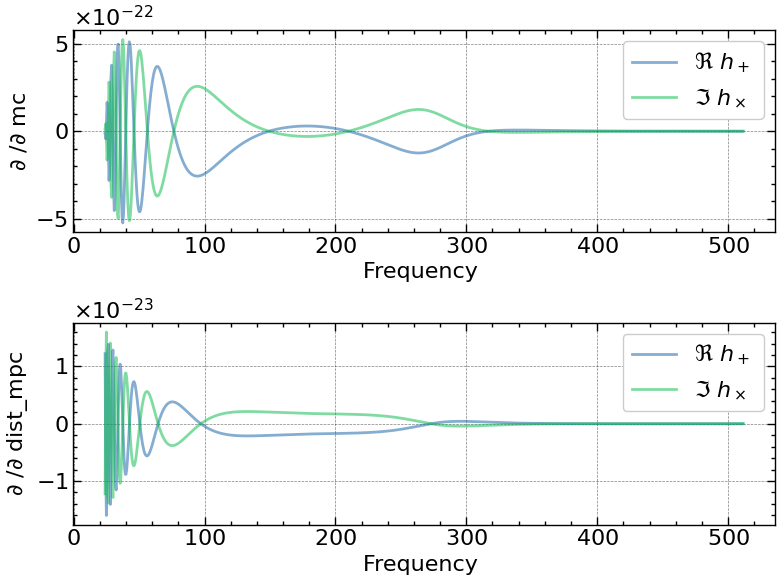 ×10⁻²²
5
0
−5
∂ /∂ mc
ℜ h₊
ℑ h×
0 100 200 300 400 500
Frequency
×10⁻²³
1
0
−1
∂ /∂ dist_mpc
ℜ h₊
ℑ h×
0 100 200 300 400 500
Frequency